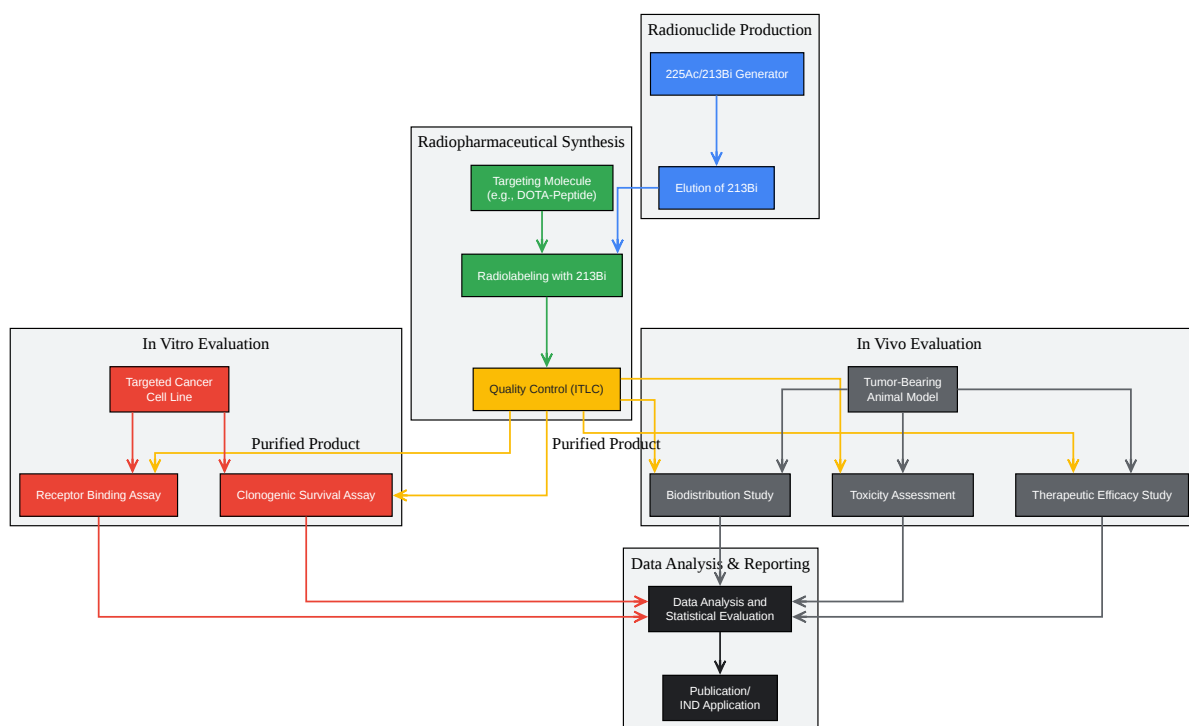 Radionuclide Production
225Ac/213Bi Generator
Elution of 213Bi
Radiopharmaceutical Synthesis
Targeting Molecule
(e.g., DOTA-Peptide)
Radiolabeling with 213Bi
Quality Control (ITLC)
In Vitro Evaluation
Targeted Cancer
Cell Line
Purified Product
Receptor Binding Assay
Clonogenic Survival Assay
In Vivo Evaluation
Tumor-Bearing
Animal Model
Purified Product
Biodistribution Study
Toxicity Assessment
Therapeutic Efficacy Study
Data Analysis & Reporting
Data Analysis and
Statistical Evaluation
Publication/
IND Application